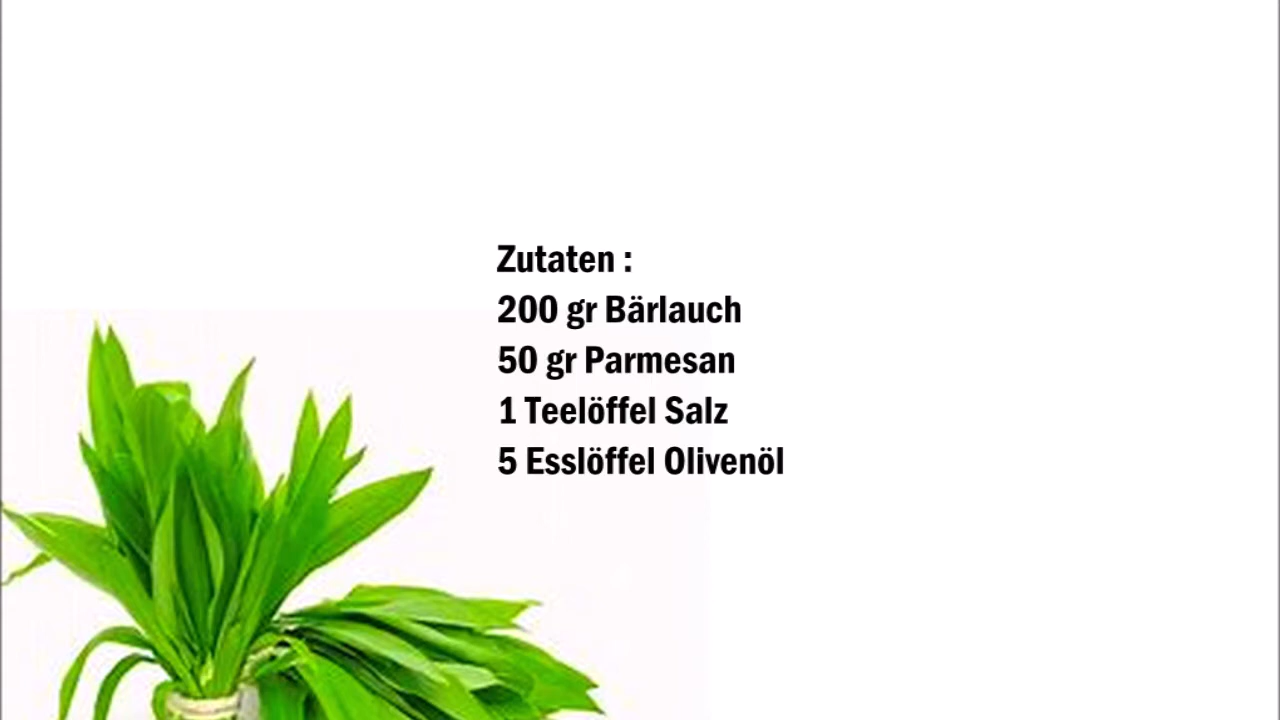 Zutaten :
200 gr Bärlauch
50 gr Parmesan
1 Teelöffel Salz
5 Esslöffel Olivenöl